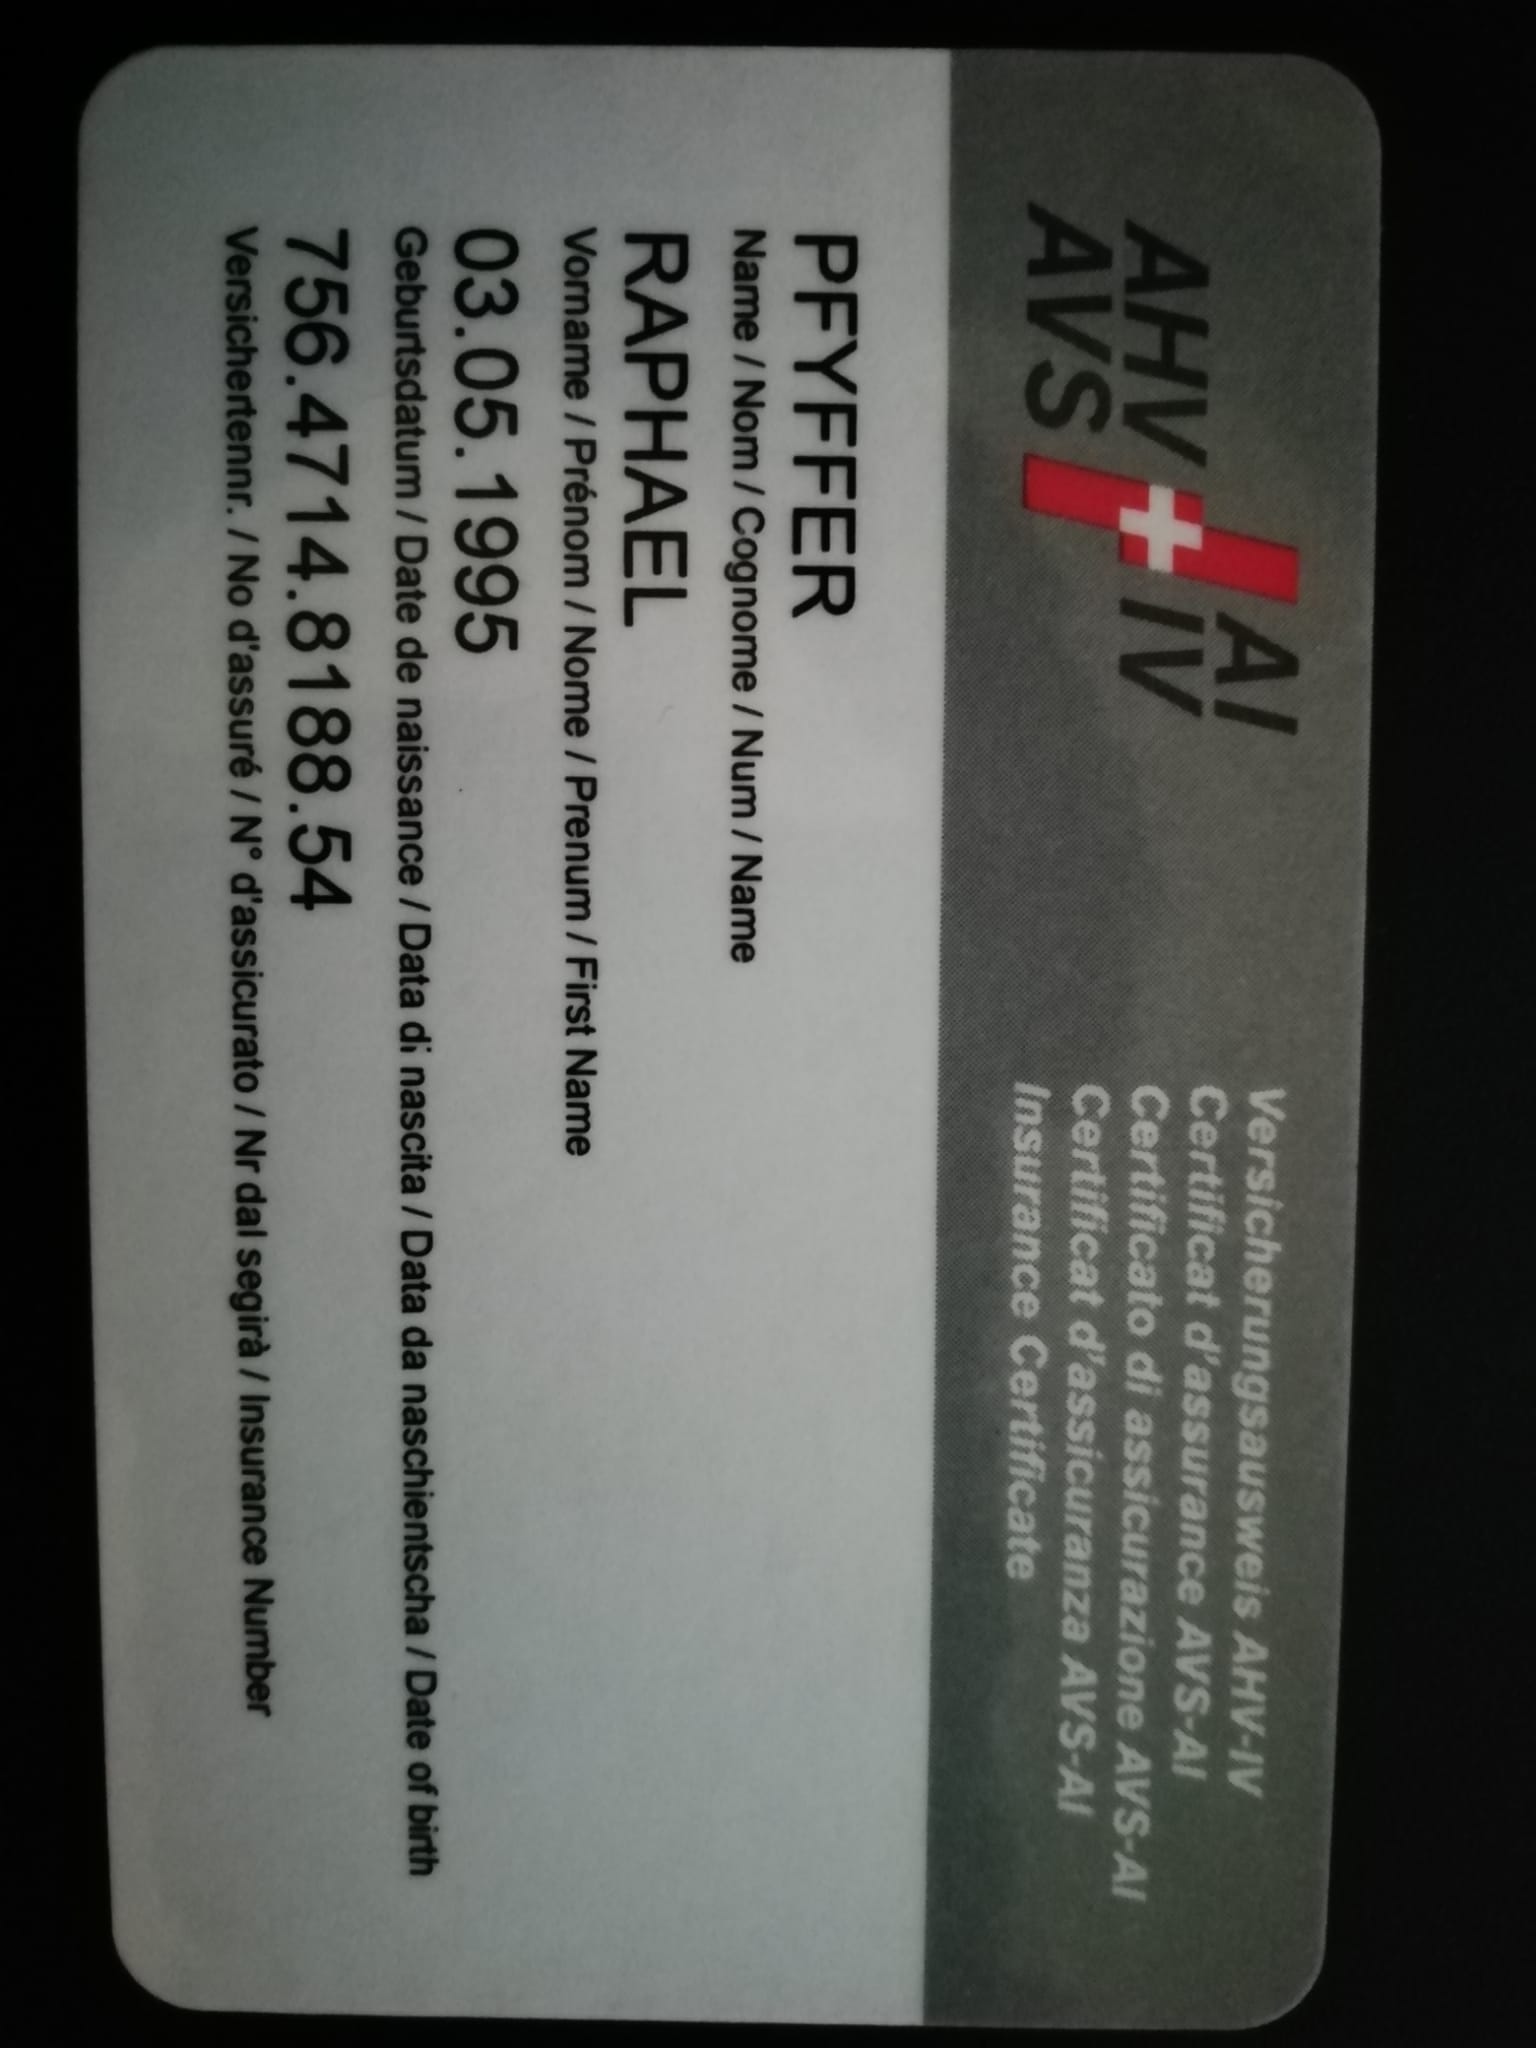 AHV AI
AVS IV
Versicherungsausweis AHV-IV
Certificat d'assurance AVS-AI
Certificato di assicurazione AVS-AI
Certificat d'assicuranza AVS-AI
Insurance Certificate
PFYFFER
Name / Nom / Cognome / Num / Name
RAPHAEL
Vorname / Prénom / Nome / Prenum / First Name
03.05.1995
Geburtsdatum / Date de naissance / Data di nascita / Data da naschientscha / Date of birth
756.4714.8188.54
Versichertennr. / No d'assuré / N° d'assicurato / Nr dal segirà / Insurance Number